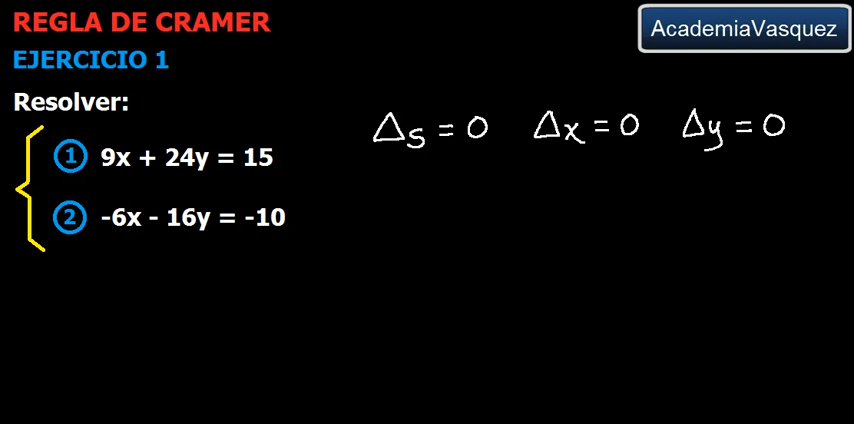 REGLA DE CRAMER
AcademiaVasquez
EJERCICIO 1
Resolver:
Δs = 0 Δx = 0 Δy = 0
1 9x + 24y = 15
2 -6x - 16y = -10